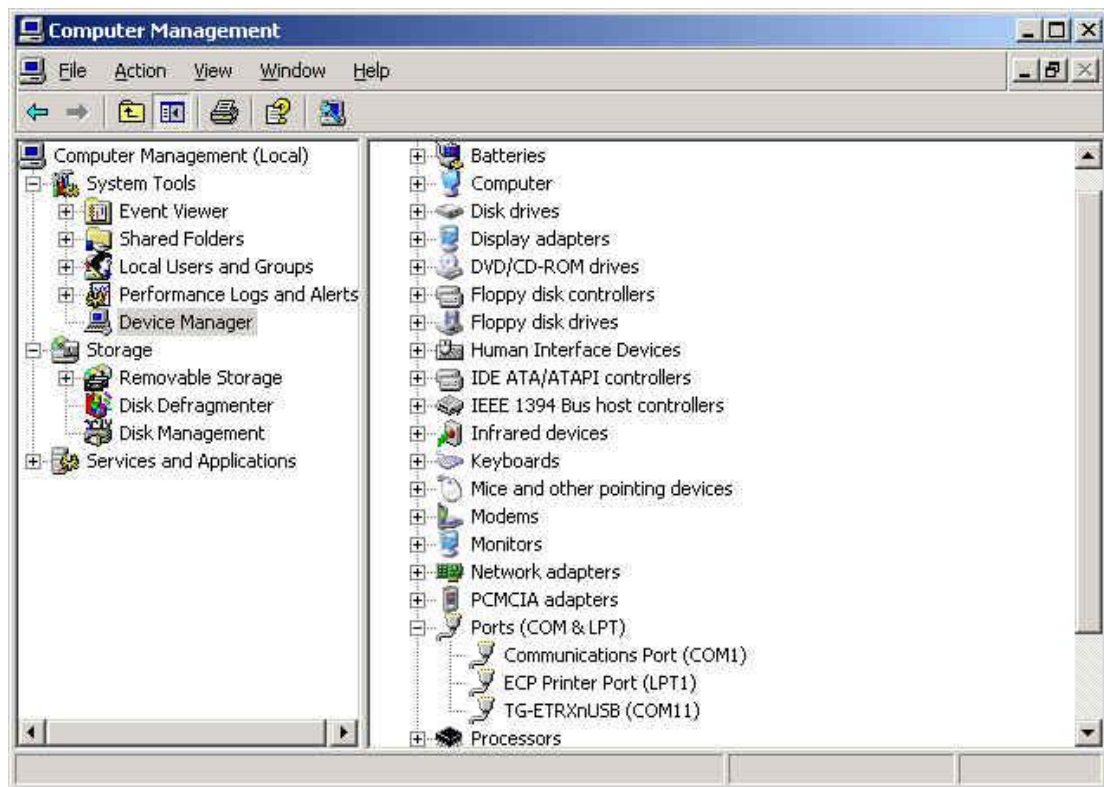 Computer Management
File Action View Window Help
Computer Management (Local)
System Tools
Event Viewer
Shared Folders
Local Users and Groups
Performance Logs and Alerts
Device Manager
Storage
Removable Storage
Disk Defragmenter
Disk Management
Services and Applications
Batteries
Computer
Disk drives
Display adapters
DVD/CD-ROM drives
Floppy disk controllers
Floppy disk drives
Human Interface Devices
IDE ATA/ATAPI controllers
IEEE 1394 Bus host controllers
Infrared devices
Keyboards
Mice and other pointing devices
Modems
Monitors
Network adapters
PCMCIA adapters
Ports (COM & LPT)
Communications Port (COM1)
ECP Printer Port (LPT1)
TG-ETRXnUSB (COM11)
Processors